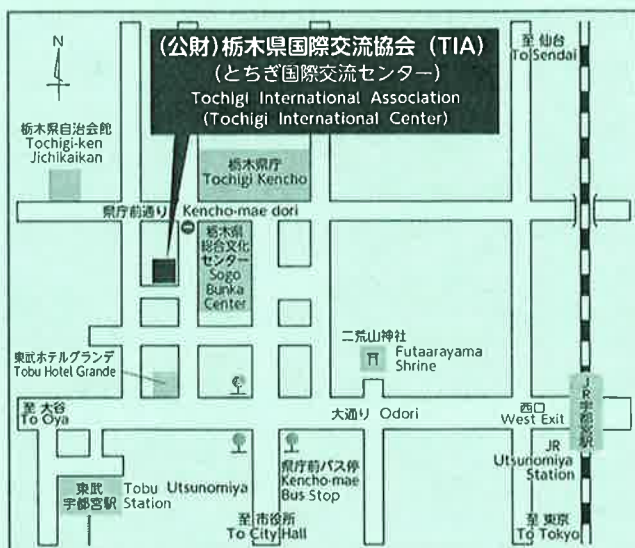 (公財)栃木県国際交流協会 (TIA)
(とちぎ国際交流センター)
Tochigi International Association
(Tochigi International Center)
至 仙台
To Sendai
N
栃木県自治会館
Tochigi-ken
Jichikaikan
栃木県庁
Tochigi Kencho
県庁前通り Kencho-mae dori
栃木県
総合文化
センター
Sogo
Bunka
Center
二荒山神社
Futaarayama
Shrine
東武ホテルグランデ
Tobu Hotel Grande
至 大谷
To Oya
大通り Odori
西口
West Exit
JR宇都宮駅
JR
Utsunomiya
Station
東武
宇都宮駅
Tobu Utsunomiya
Station
県庁前バス停
Kencho-mae
Bus Stop
至 市役所
To City Hall
至 東京
To Tokyo